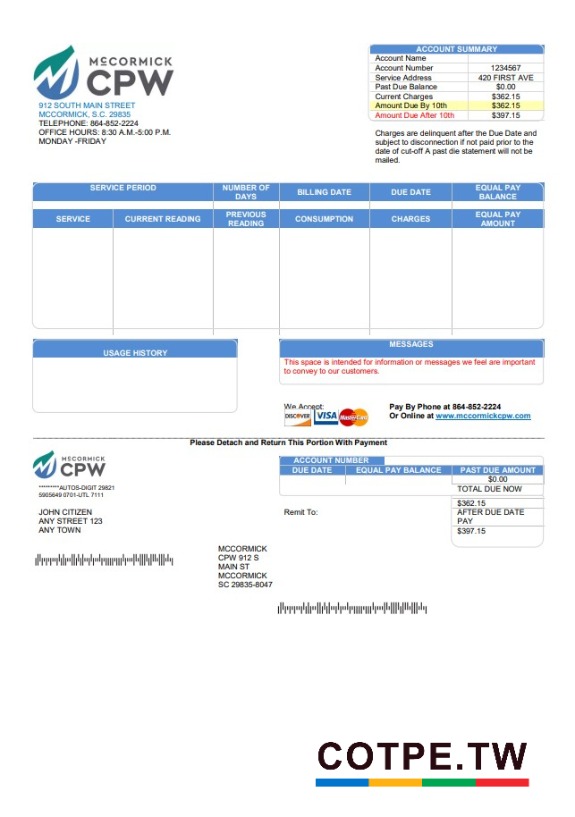 McCORMICK
CPW
912 SOUTH MAIN STREET
MCCORMICK, S.C. 29835
TELEPHONE: 864-852-2224
OFFICE HOURS: 8:30 A.M.-5:00 P.M.
MONDAY -FRIDAY
ACCOUNT SUMMARY
Account Name
Account Number 1234567
Service Address 420 FIRST AVE
Past Due Balance $0.00
Current Charges $362.15
Amount Due By 10th $362.15
Amount Due After 10th $397.15
Charges are delinquent after the Due Date and
subject to disconnection if not paid prior to the
date of cut-off A past die statement will not be
mailed.
SERVICE PERIOD NUMBER OF DAYS BILLING DATE DUE DATE EQUAL PAY BALANCE
SERVICE CURRENT READING PREVIOUS READING CONSUMPTION CHARGES EQUAL PAY AMOUNT
USAGE HISTORY
MESSAGES
This space is intended for information or messages we feel are important
to convey to our customers.
We Accept:
DISCOVER VISA MasterCard
Pay By Phone at 864-852-2224
Or Online at www.mccormickcpw.com
Please Detach and Return This Portion With Payment
McCORMICK
CPW
*********AUTOS-DIGIT 29821
5905649 0701-UTL 7111
JOHN CITIZEN
ANY STREET 123
ANY TOWN
ACCOUNT NUMBER
DUE DATE EQUAL PAY BALANCE PAST DUE AMOUNT
$0.00
TOTAL DUE NOW
$362.15
AFTER DUE DATE
PAY
$397.15
Remit To:
MCCORMICK
CPW 912 S
MAIN ST
MCCORMICK
SC 29835-8047
COTPE.TW